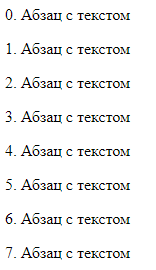 0. Абзац с текстом
1. Абзац с текстом
2. Абзац с текстом
3. Абзац с текстом
4. Абзац с текстом
5. Абзац с текстом
6. Абзац с текстом
7. Абзац с текстом